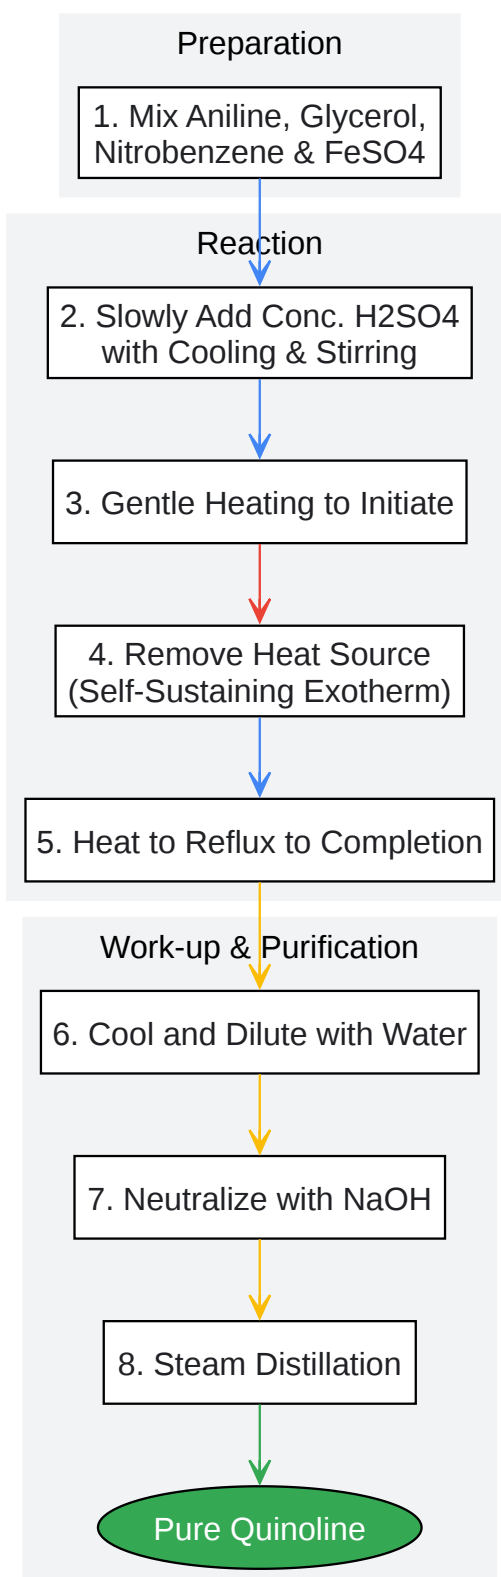 Preparation
1. Mix Aniline, Glycerol,
Nitrobenzene & FeSO4
Reaction
2. Slowly Add Conc. H2SO4
with Cooling & Stirring
3. Gentle Heating to Initiate
4. Remove Heat Source
(Self-Sustaining Exotherm)
5. Heat to Reflux to Completion
Work-up & Purification
6. Cool and Dilute with Water
7. Neutralize with NaOH
8. Steam Distillation
Pure Quinoline